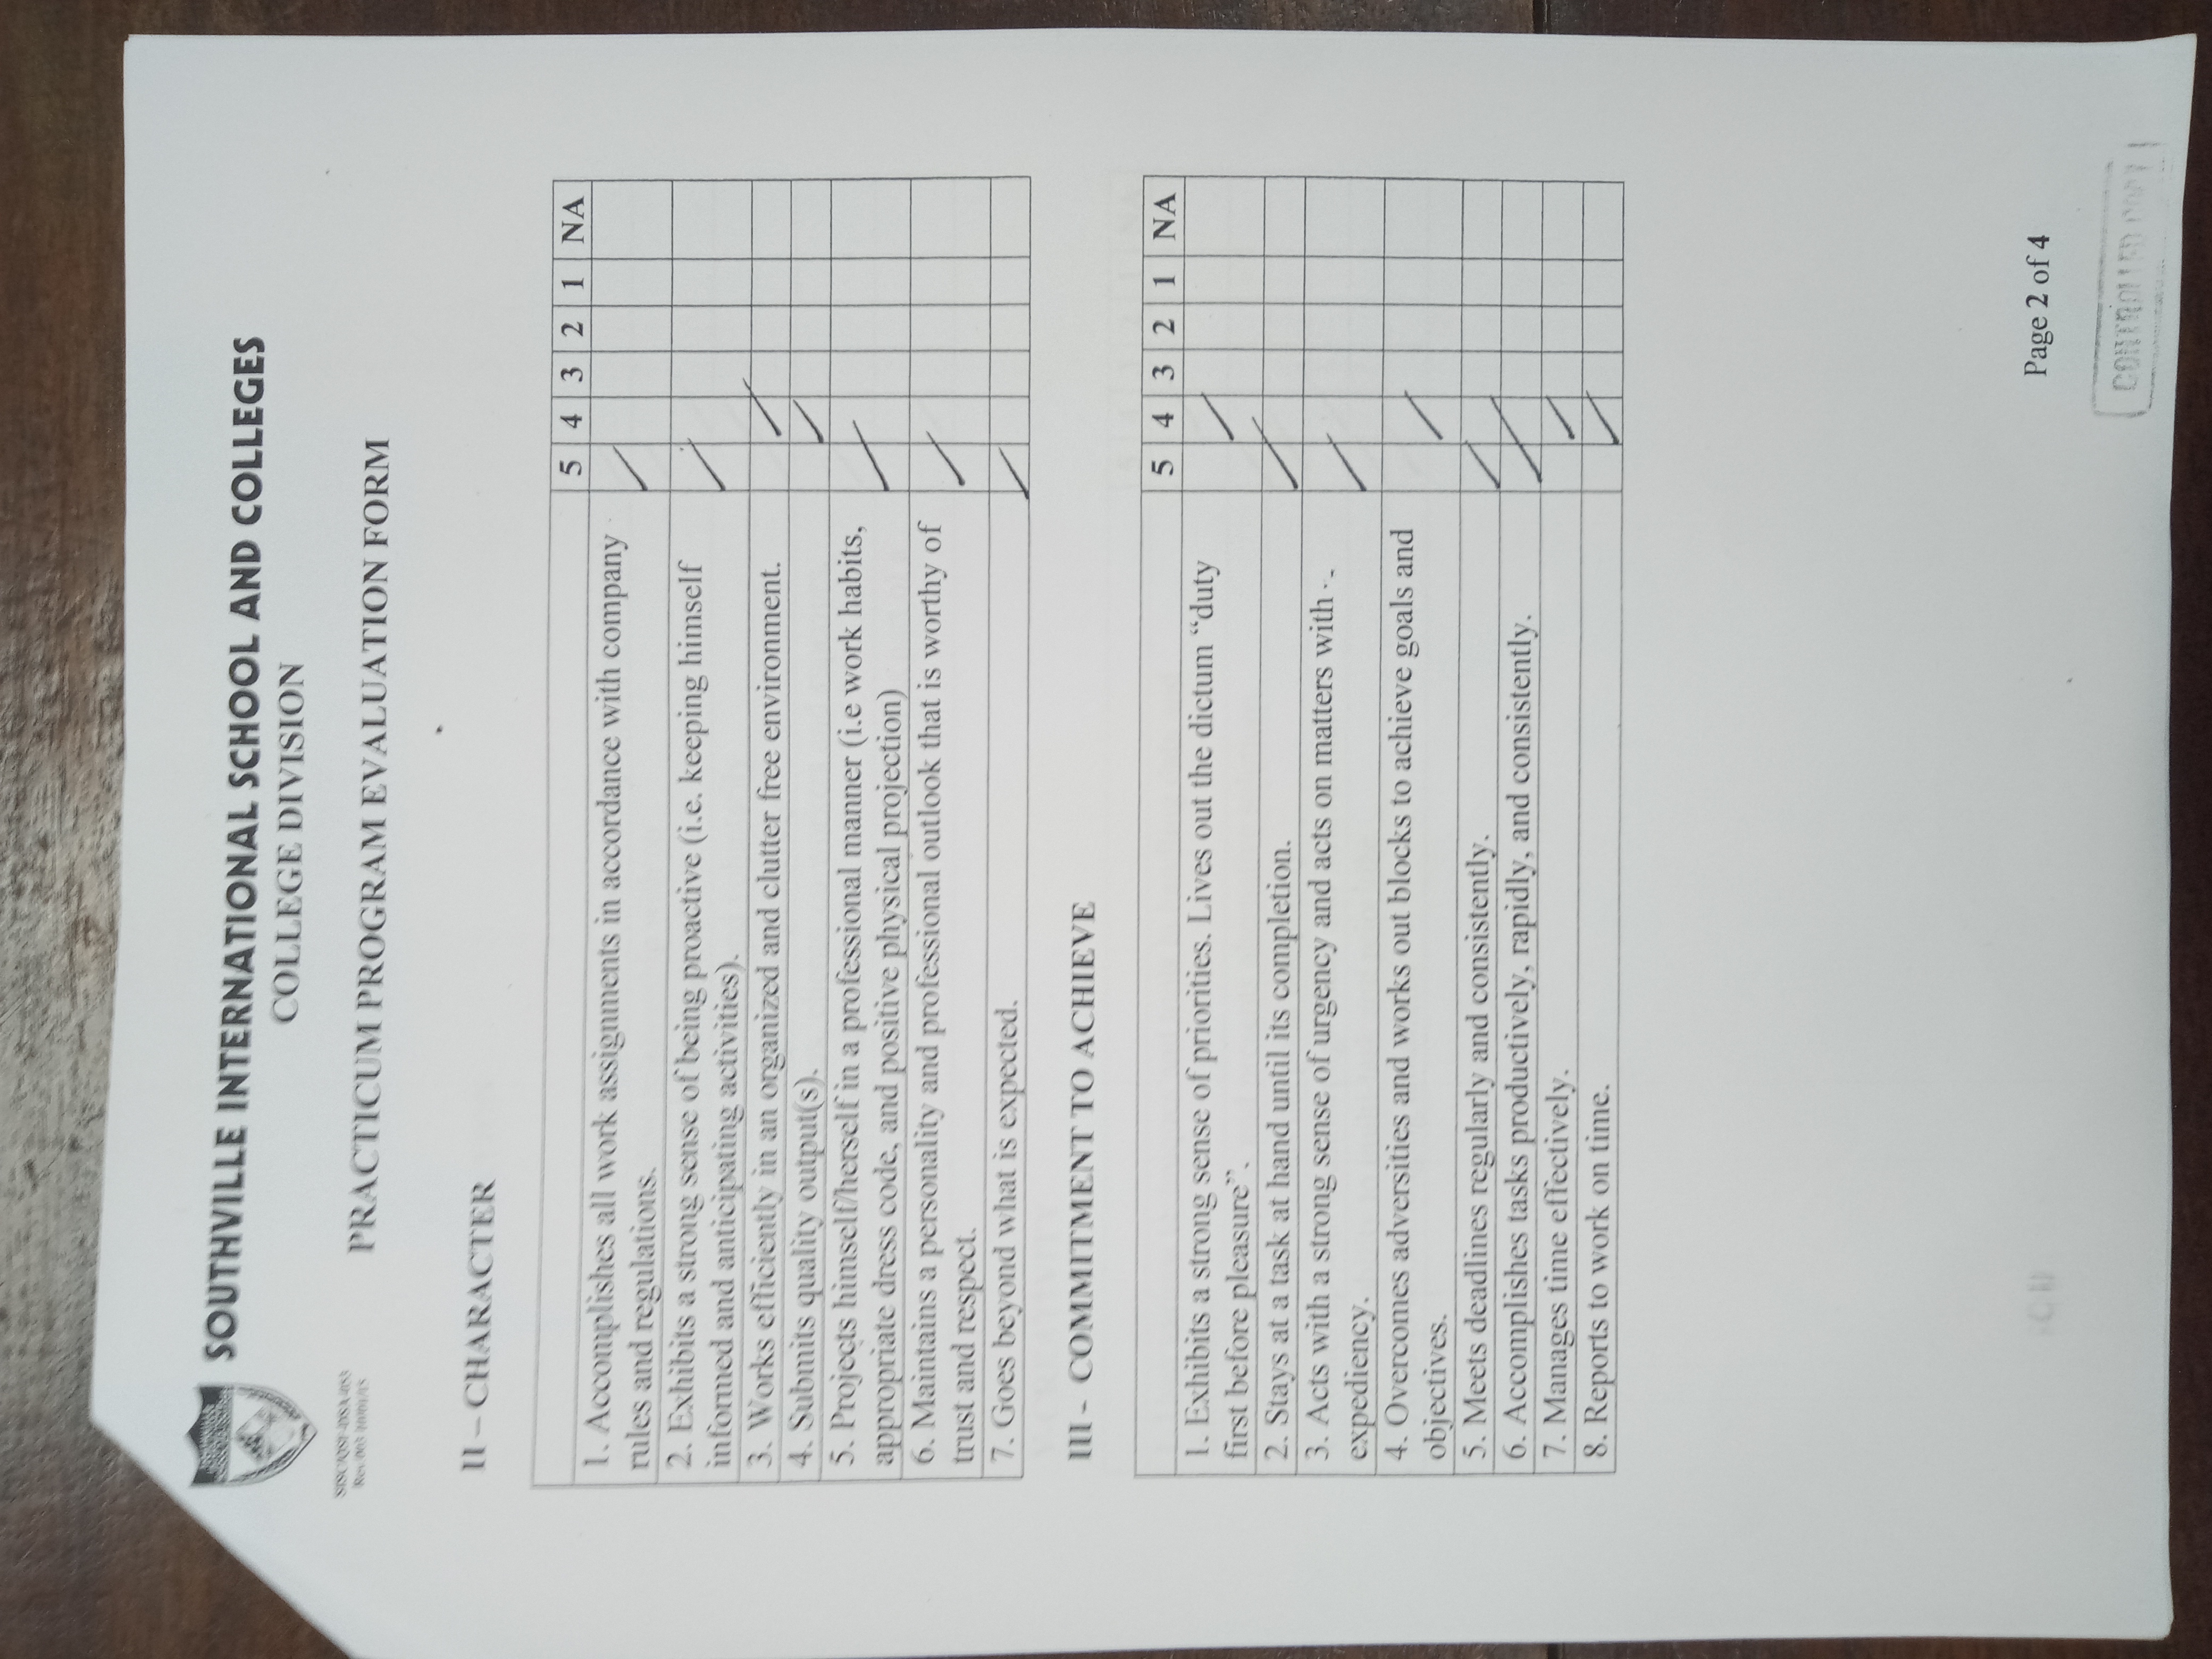 SOUTHVILLE INTERNATIONAL SCHOOL AND COLLEGES
COLLEGE DIVISION
Rev.003 10/01/15
PRACTICUM PROGRAM EVALUATION FORM
II – CHARACTER
5 4 3 2 1 NA
1. Accomplishes all work assignments in accordance with company
rules and regulations.
2. Exhibits a strong sense of being proactive (i.e. keeping himself
informed and anticipating activities).
3. Works efficiently in an organized and clutter free environment.
4. Submits quality output(s).
5. Projects himself/herself in a professional manner (i.e work habits,
appropriate dress code, and positive physical projection)
6. Maintains a personality and professional outlook that is worthy of
trust and respect.
7. Goes beyond what is expected.
III - COMMITMENT TO ACHIEVE
5 4 3 2 1 NA
1. Exhibits a strong sense of priorities. Lives out the dictum “duty
first before pleasure”.
2. Stays at a task at hand until its completion.
3. Acts with a strong sense of urgency and acts on matters with
expediency.
4. Overcomes adversities and works out blocks to achieve goals and
objectives.
5. Meets deadlines regularly and consistently.
6. Accomplishes tasks productively, rapidly, and consistently.
7. Manages time effectively.
8. Reports to work on time.
Page 2 of 4
CONTROLLED COPY